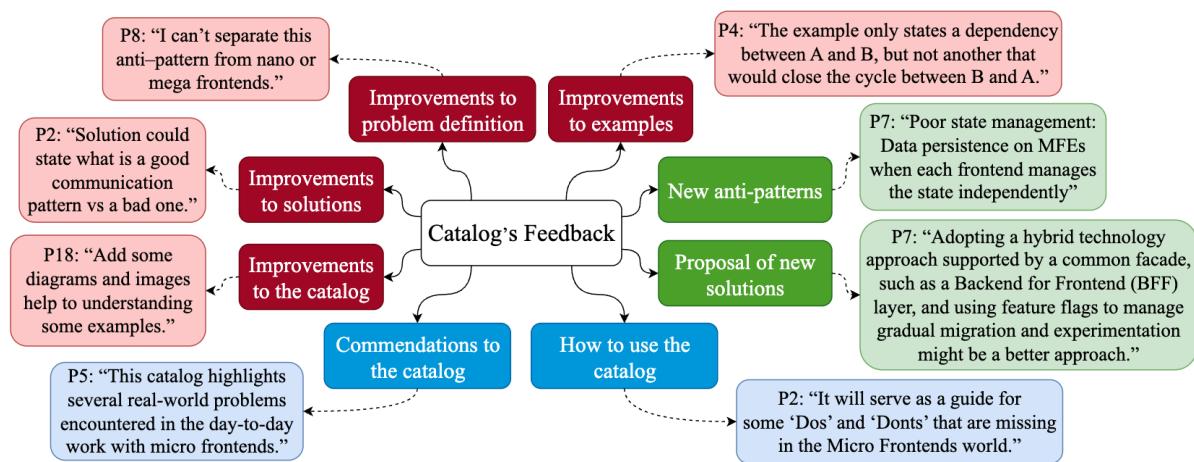 P8: “I can’t separate this
anti–pattern from nano or
mega frontends.”
Improvements to
problem definition
Improvements
to examples
P4: “The example only states a dependency
between A and B, but not another that
would close the cycle between B and A.”
P2: “Solution could
state what is a good
communication
pattern vs a bad one.”
Improvements
to solutions
New anti-patterns
P7: “Poor state management:
Data persistence on MFEs
when each frontend manages
the state independently”
Catalog’s Feedback
P18: “Add some
diagrams and images
help to understanding
some examples.”
Improvements
to the catalog
Proposal of new
solutions
P7: “Adopting a hybrid technology
approach supported by a common facade,
such as a Backend for Frontend (BFF)
layer, and using feature flags to manage
gradual migration and experimentation
might be a better approach.”
Commendations to
the catalog
How to use the
catalog
P5: “This catalog highlights
several real-world problems
encountered in the day-to-day
work with micro frontends.”
P2: “It will serve as a guide for
some ‘Dos’ and ‘Donts’ that are missing
in the Micro Frontends world.”